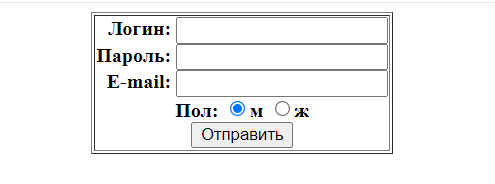 Логин:
Пароль:
E-mail:
Пол: м ж
Отправить